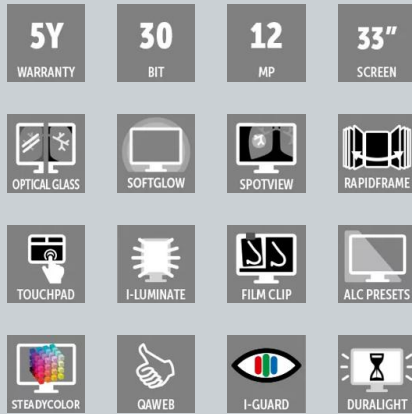 5Y
WARRANTY
30
BIT
12
MP
33"
SCREEN
OPTICAL GLASS
SOFTGLOW
SPOTVIEW
RAPIDFRAME
TOUCHPAD
I-LUMINATE
FILM CLIP
ALC PRESETS
STEADYCOLOR
QAWEB
I-GUARD
DURALIGHT